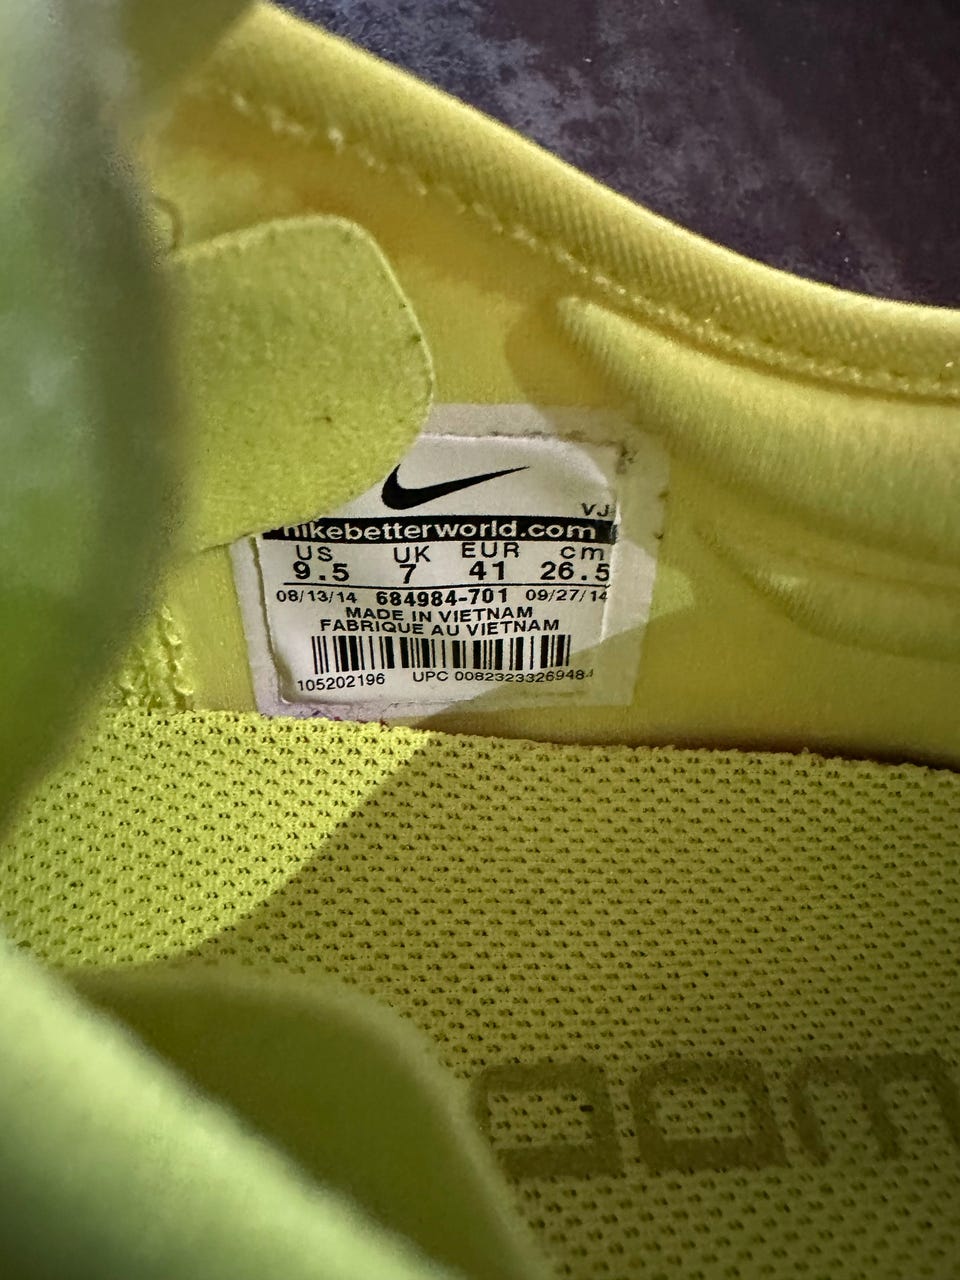 VJ
nikebetterworld.com
US UK EUR cm
9.5 7 41 26.5
08/13/14 684984-701 09/27/14
MADE IN VIETNAM
FABRIQUE AU VIETNAM
105202196 UPC 00823233269484